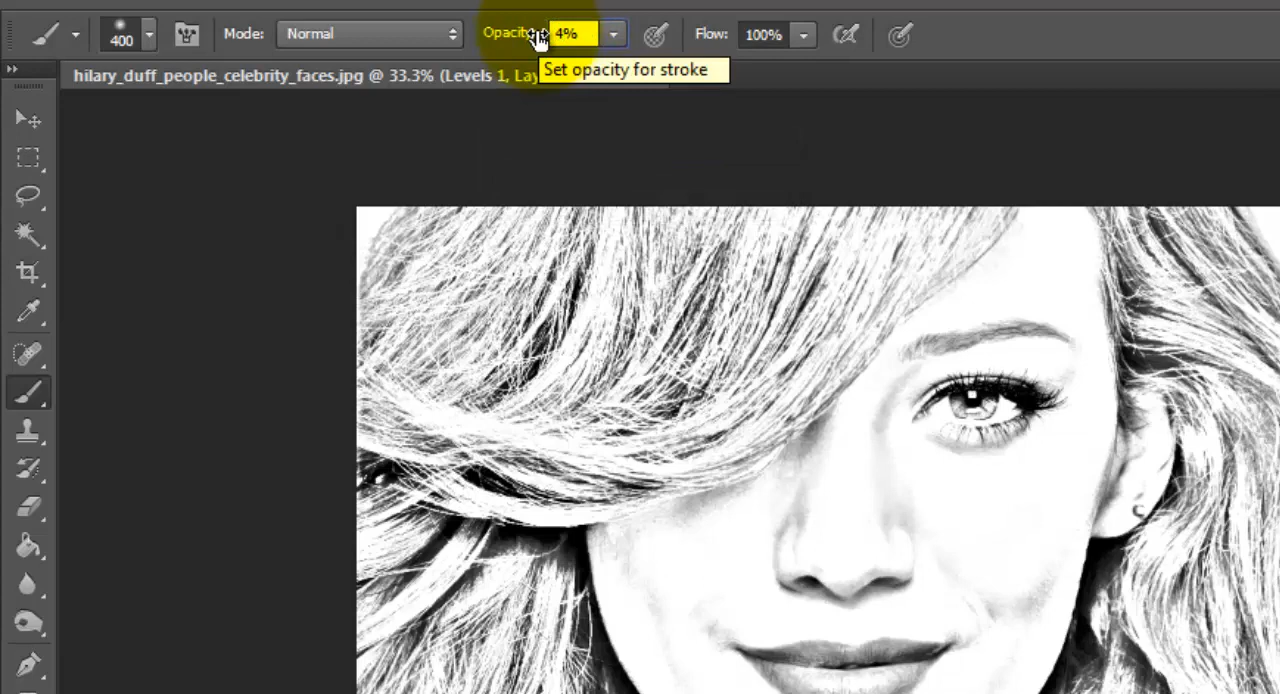 400
Mode: Normal
Opacity: 4%
Flow: 100%
Set opacity for stroke
hilary_duff_people_celebrity_faces.jpg @ 33.3% (Levels 1, Lay